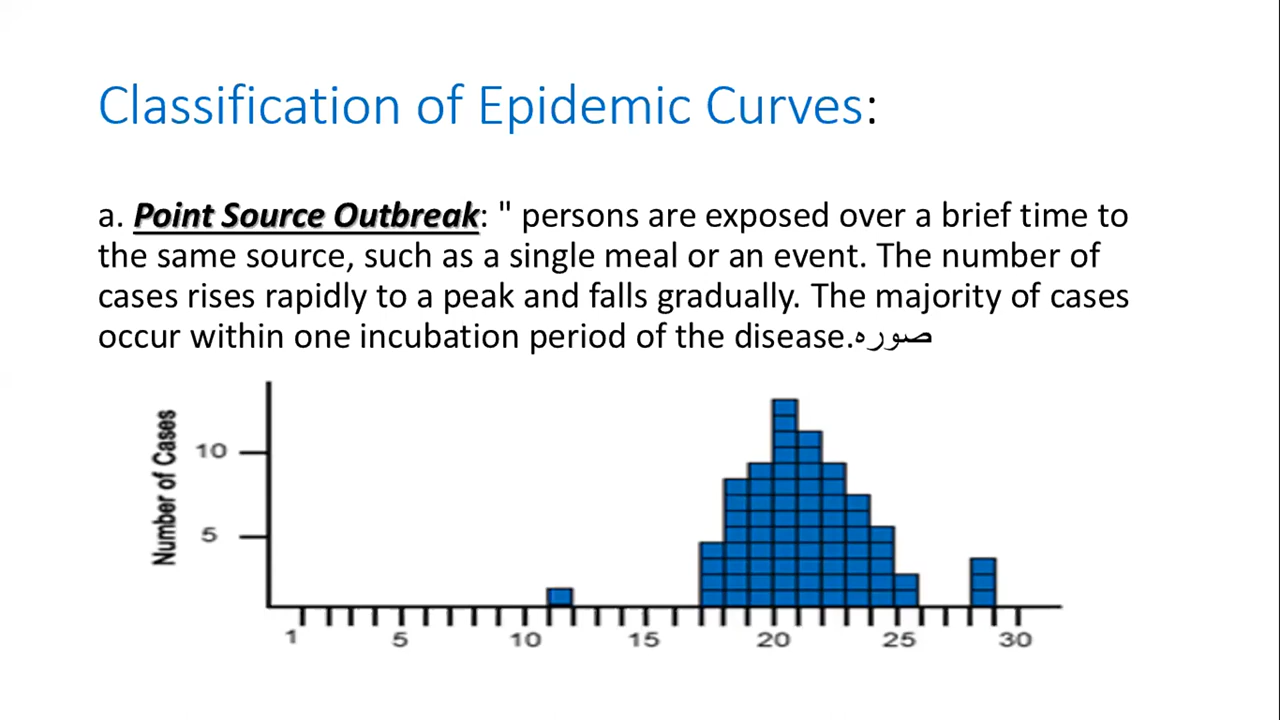 Classification of Epidemic Curves:
a. Point Source Outbreak: " persons are exposed over a brief time to
the same source, such as a single meal or an event. The number of
cases rises rapidly to a peak and falls gradually. The majority of cases
occur within one incubation period of the disease.صوره
Number of Cases
10
5
1 5 10 15 20 25 30